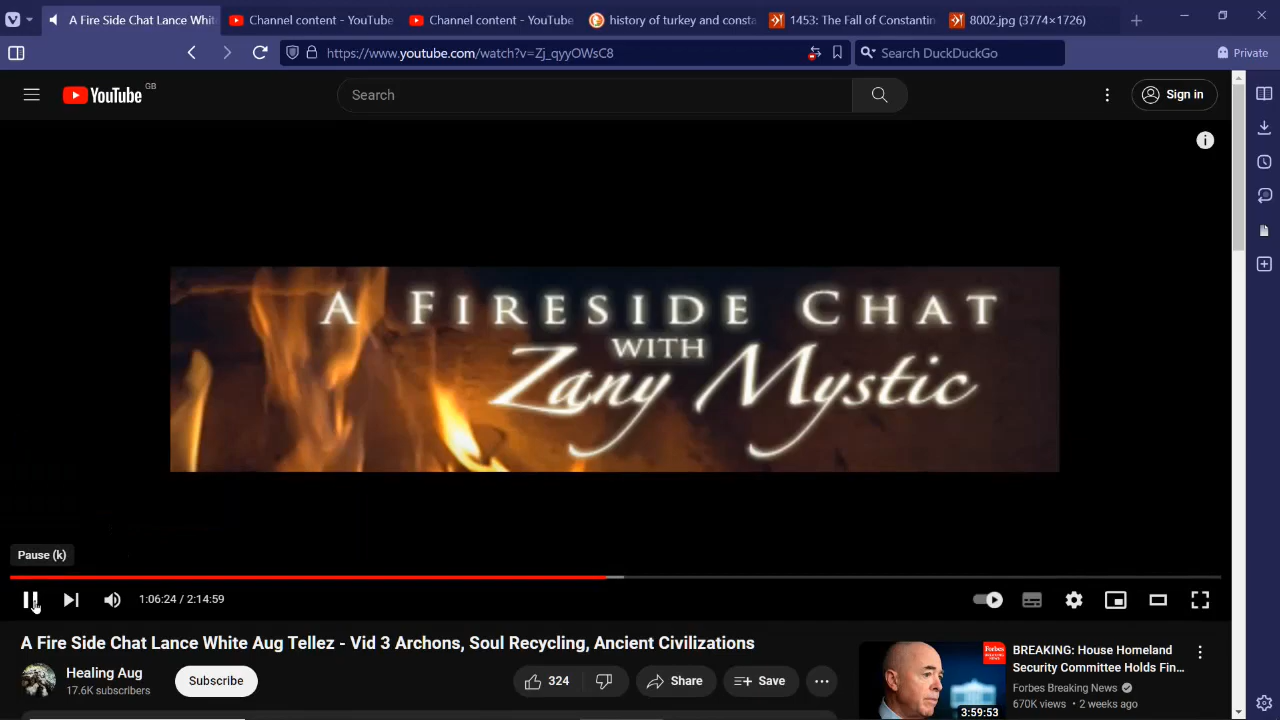 A Fire Side Chat Lance Whit
Channel content - YouTube
Channel content - YouTube
history of turkey and consta
1453: The Fall of Constantin
8002.jpg (3774×1726)
https://www.youtube.com/watch?v=Zj_qyyOWsC8
Search DuckDuckGo
Private
YouTube GB
Search
Sign in
A FIRESIDE CHAT
WITH
Zany Mystic
Pause (k)
1:06:24 / 2:14:59
A Fire Side Chat Lance White Aug Tellez - Vid 3 Archons, Soul Recycling, Ancient Civilizations
Healing Aug
17.6K subscribers
Subscribe
324
Share
Save
Forbes
3:59:53
BREAKING: House Homeland
Security Committee Holds Fin...
Forbes Breaking News
670K views • 2 weeks ago